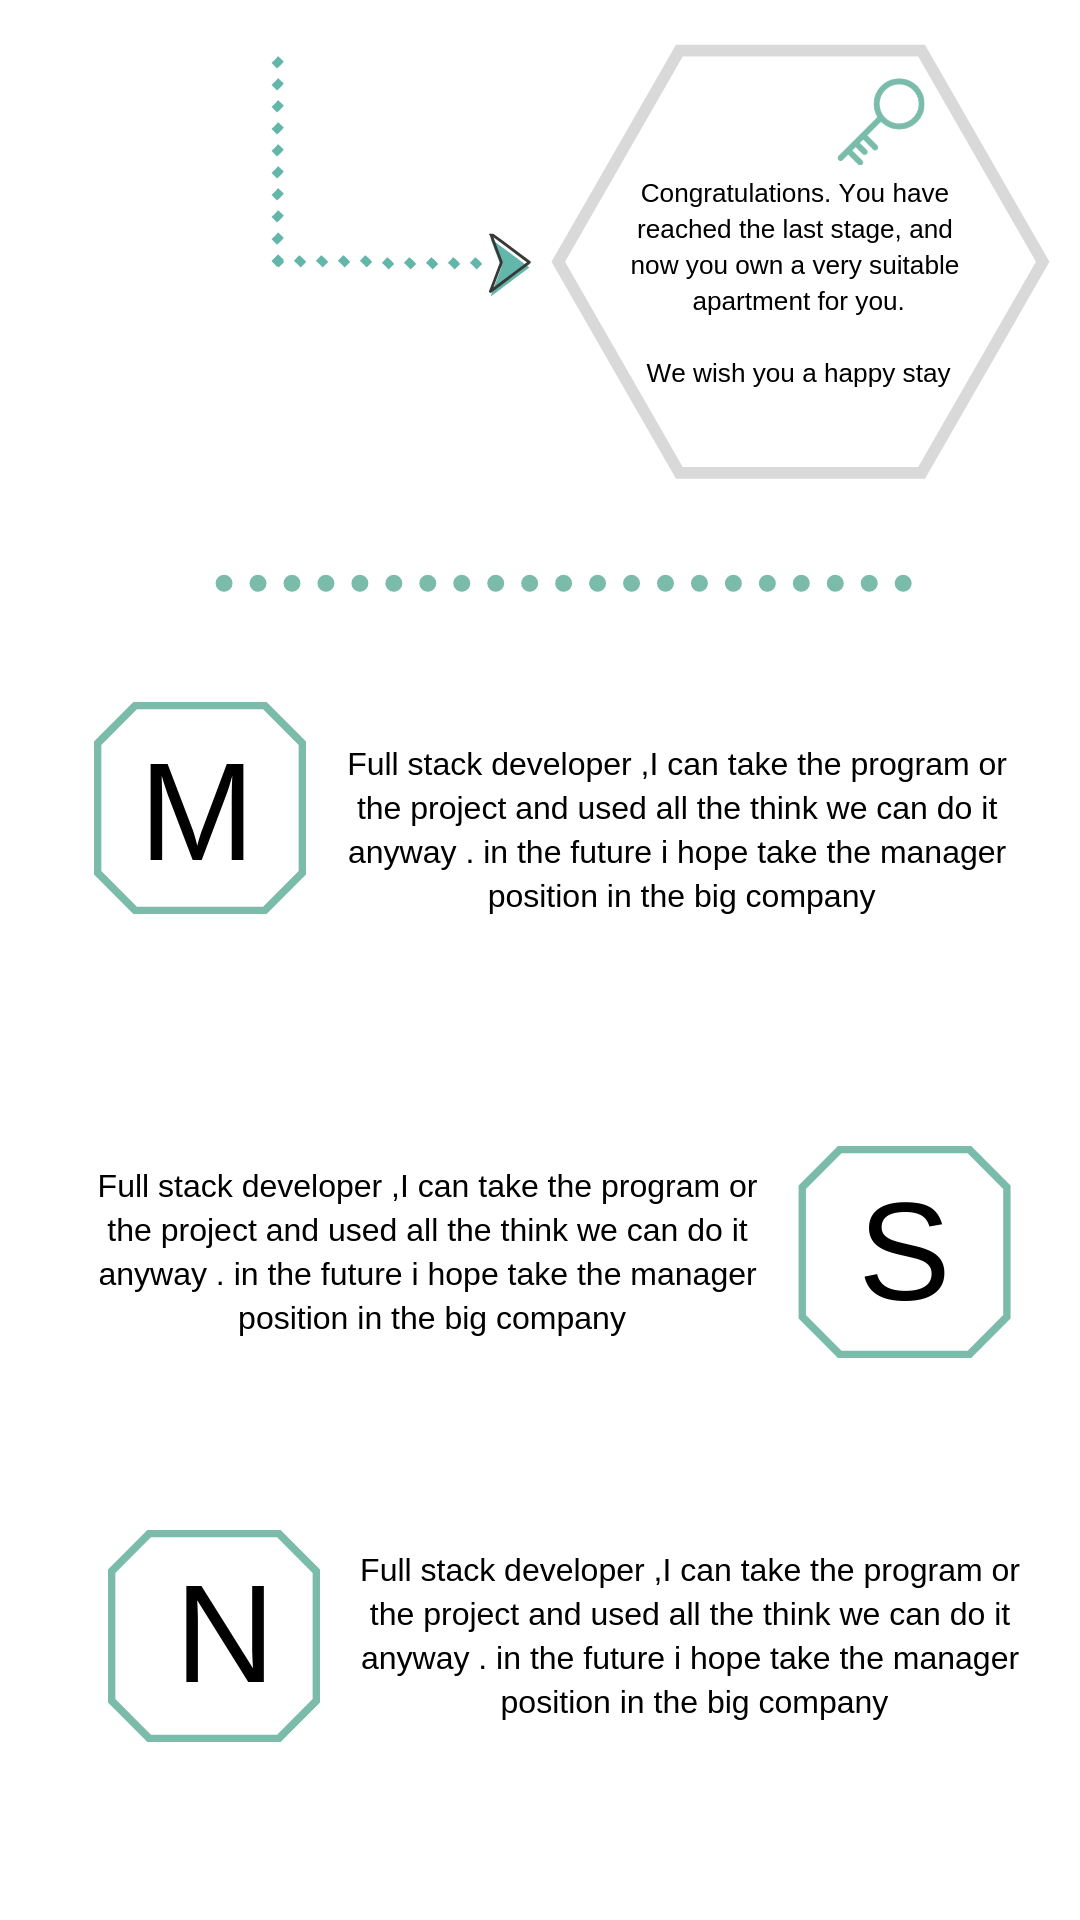 Congratulations. You have
reached the last stage, and
now you own a very suitable
apartment for you.
We wish you a happy stay
M
Full stack developer ,I can take the program or
the project and used all the think we can do it
anyway . in the future i hope take the manager
position in the big company
Full stack developer ,I can take the program or
the project and used all the think we can do it
anyway . in the future i hope take the manager
position in the big company
S
N
Full stack developer ,I can take the program or
the project and used all the think we can do it
anyway . in the future i hope take the manager
position in the big company